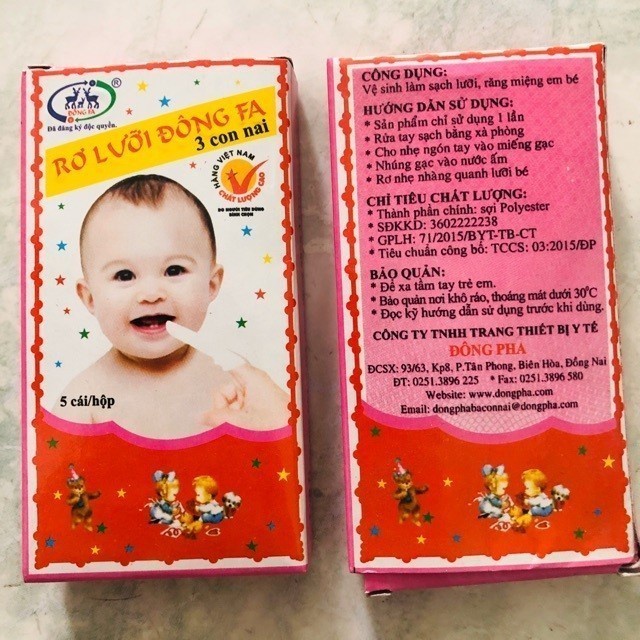 ĐÔNG FA
®
Đã đăng ký độc quyền.
RƠ LƯỠI ĐÔNG FA
3 con nai
HÀNG VIỆT NAM
CHẤT LƯỢNG CAO
DO NGƯỜI TIÊU DÙNG
BÌNH CHỌN
5 cái/hộp
CÔNG DỤNG:
Vệ sinh làm sạch lưỡi, răng miệng em bé
HƯỚNG DẪN SỬ DỤNG:
* Sản phẩm chỉ sử dụng 1 lần
* Rửa tay sạch bằng xà phòng
* Cho nhẹ ngón tay vào miếng gạc
* Nhúng gạc vào nước ấm
* Rơ nhẹ nhàng quanh lưỡi bé
CHỈ TIÊU CHẤT LƯỢNG:
* Thành phần chính: sợi Polyester
* SĐKKD: 3602222238
* GPLH: 71/2015/BYT-TB-CT
* Tiêu chuẩn công bố: TCCS: 03:2015/ĐP
BẢO QUẢN:
* Để xa tầm tay trẻ em.
* Bảo quản nơi khô ráo, thoáng mát dưới 30°C
* Đọc kỹ hướng dẫn sử dụng trước khi dùng.
CÔNG TY TNHH TRANG THIẾT BỊ Y TẾ
ĐÔNG PHA
ĐCSX: 93/63, Kp8, P.Tân Phong, Biên Hòa, Đồng Nai
ĐT: 0251.3896 225 * Fax: 0251.3896 580
Website: www.dongpha.com
Email: dongphabaconnai@dongpha.com